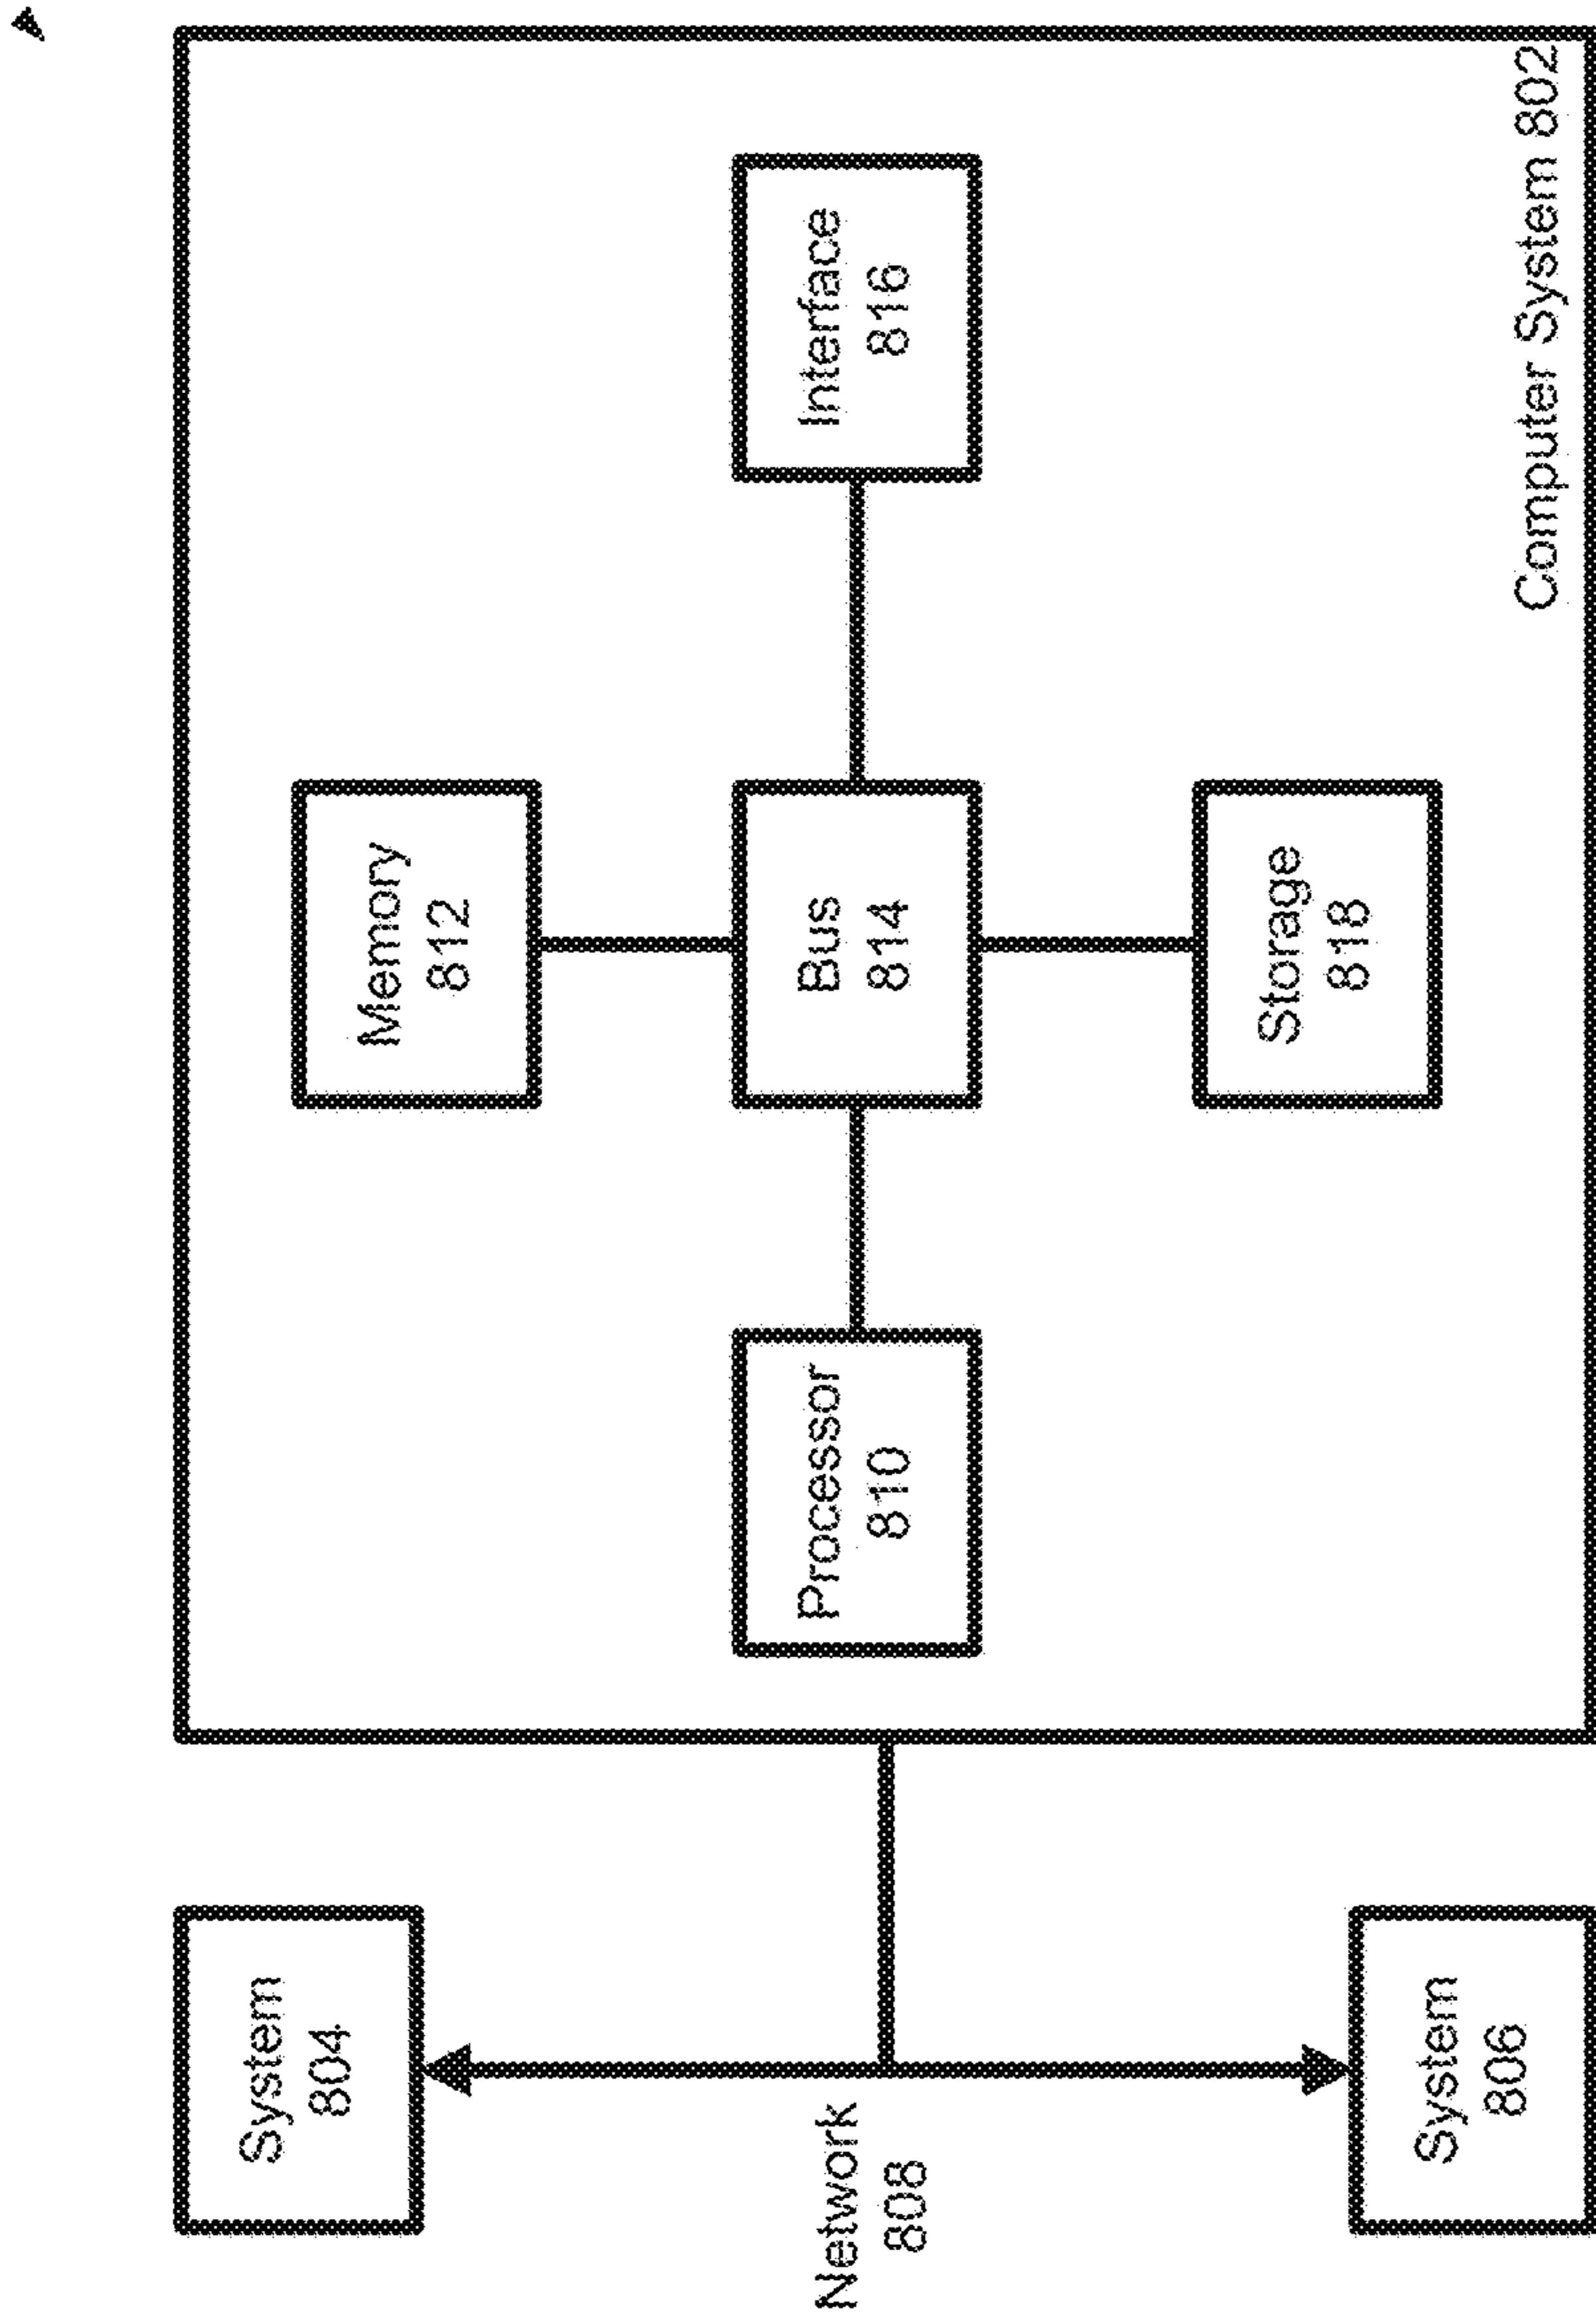 System
804
Network
808
System
806
Memory
812
Processor
810
Bus
814
Interface
816
Storage
818
Computer System 802